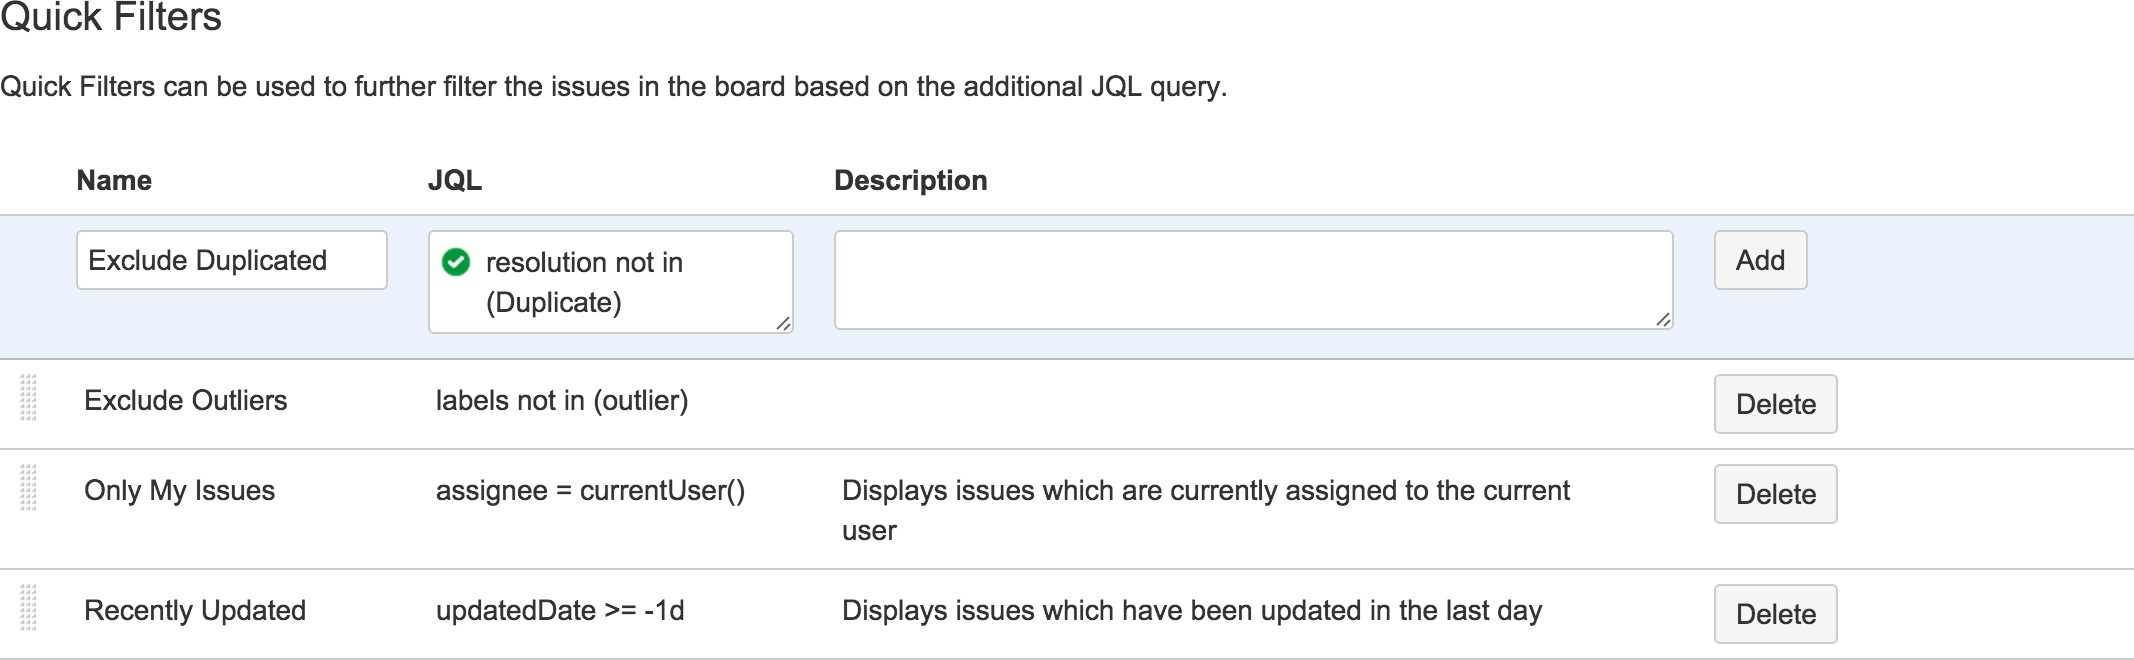 Quick Filters
Quick Filters can be used to further filter the issues in the board based on the additional JQL query.
Name JQL Description
Exclude Duplicated resolution not in Add
(Duplicate)
Exclude Outliers labels not in (outlier) Delete
Only My Issues assignee = currentUser() Displays issues which are currently assigned to the current Delete
user
Recently Updated updatedDate >= -1d Displays issues which have been updated in the last day Delete